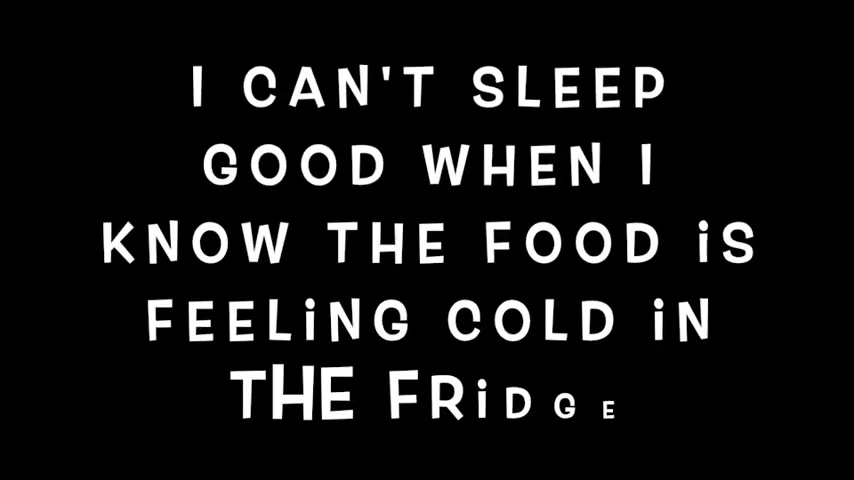 I CAN'T SLEEP
GOOD WHEN I
KNOW THE FOOD iS
FEELiNG COLD iN
THE FRiDGE